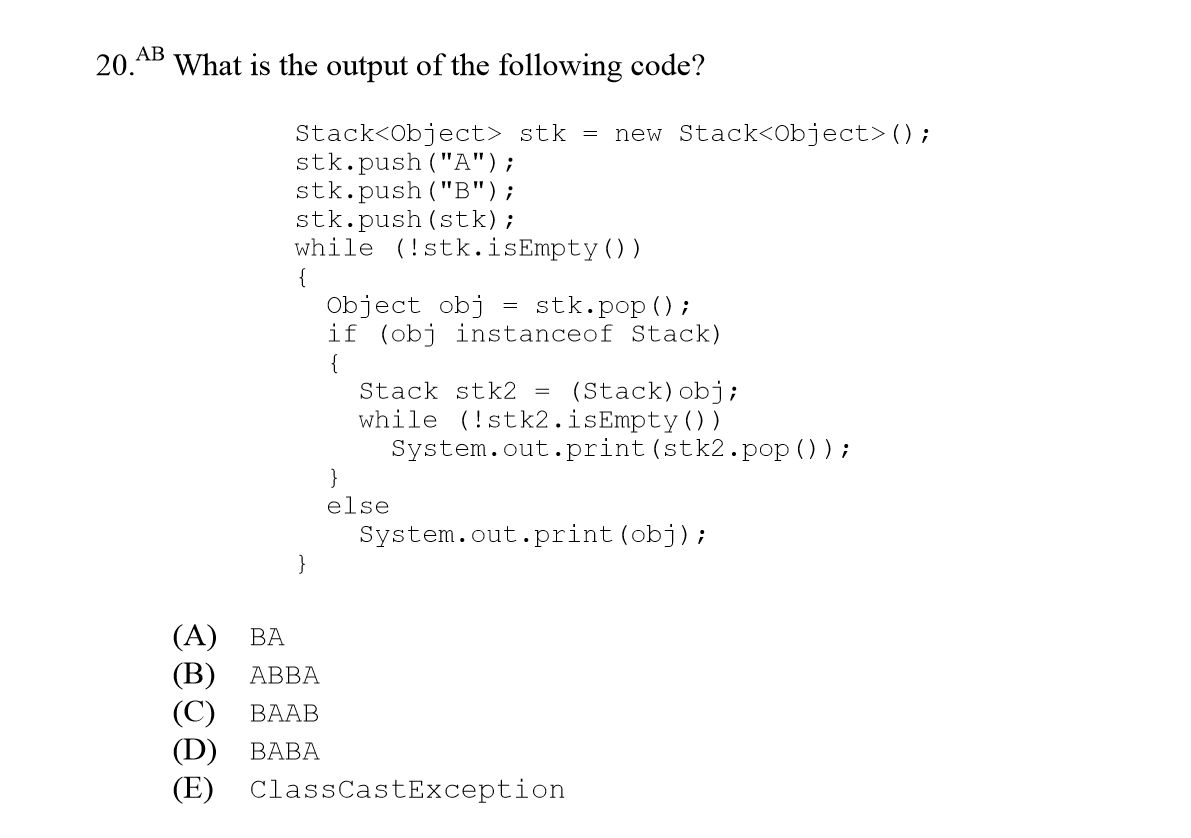 20.AB What is the output of the following code?
Stack<Object> stk = new Stack<Object>();
stk.push("A");
stk.push("B");
stk.push(stk);
while (!stk.isEmpty())
{
  Object obj = stk.pop();
  if (obj instanceof Stack)
  {
    Stack stk2 = (Stack)obj;
    while (!stk2.isEmpty())
      System.out.print(stk2.pop());
  }
  else
    System.out.print(obj);
}
(A) BA
(B) ABBA
(C) BAAB
(D) BABA
(E) ClassCastException